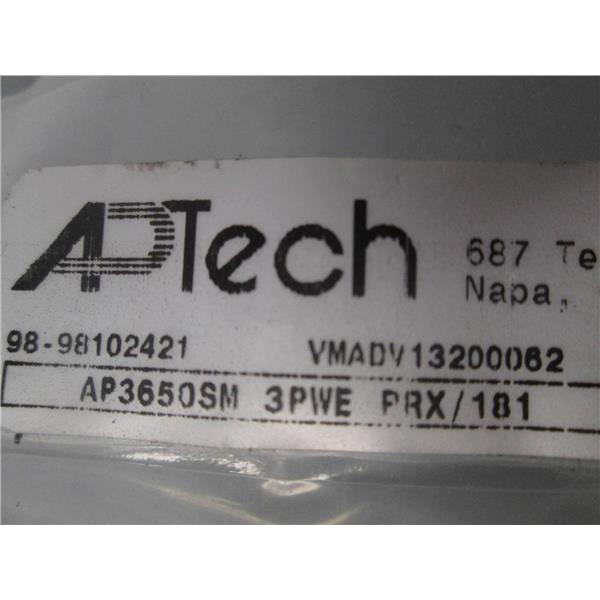 APTech
687 Te
Napa,
98-98102421 VMADV13200062
AP3650SM 3PWE PRX/181